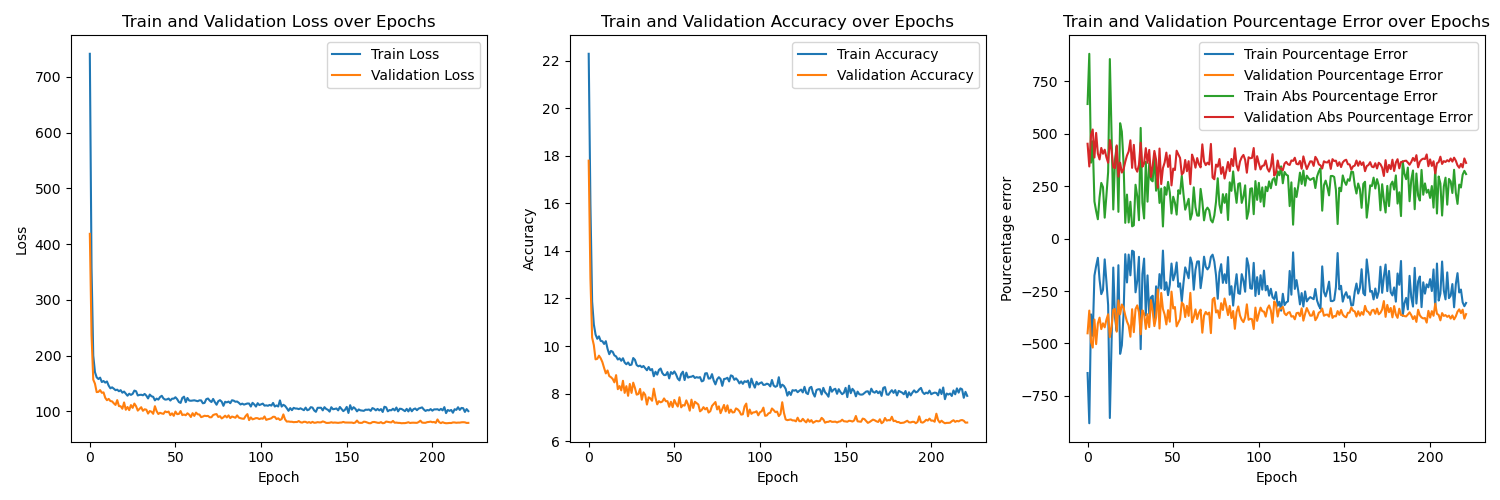 Train and Validation Loss over Epochs
Train Loss
Validation Loss
700
600
500
400
300
200
100
Loss
0
50
100
150
200
Epoch
Train and Validation Accuracy over Epochs
Train Accuracy
Validation Accuracy
22
20
18
16
14
12
10
8
6
Accuracy
0
50
100
150
200
Epoch
Train and Validation Pourcentage Error over Epochs
Train Pourcentage Error
Validation Pourcentage Error
Train Abs Pourcentage Error
Validation Abs Pourcentage Error
750
500
250
0
−250
−500
−750
Pourcentage error
0
50
100
150
200
Epoch